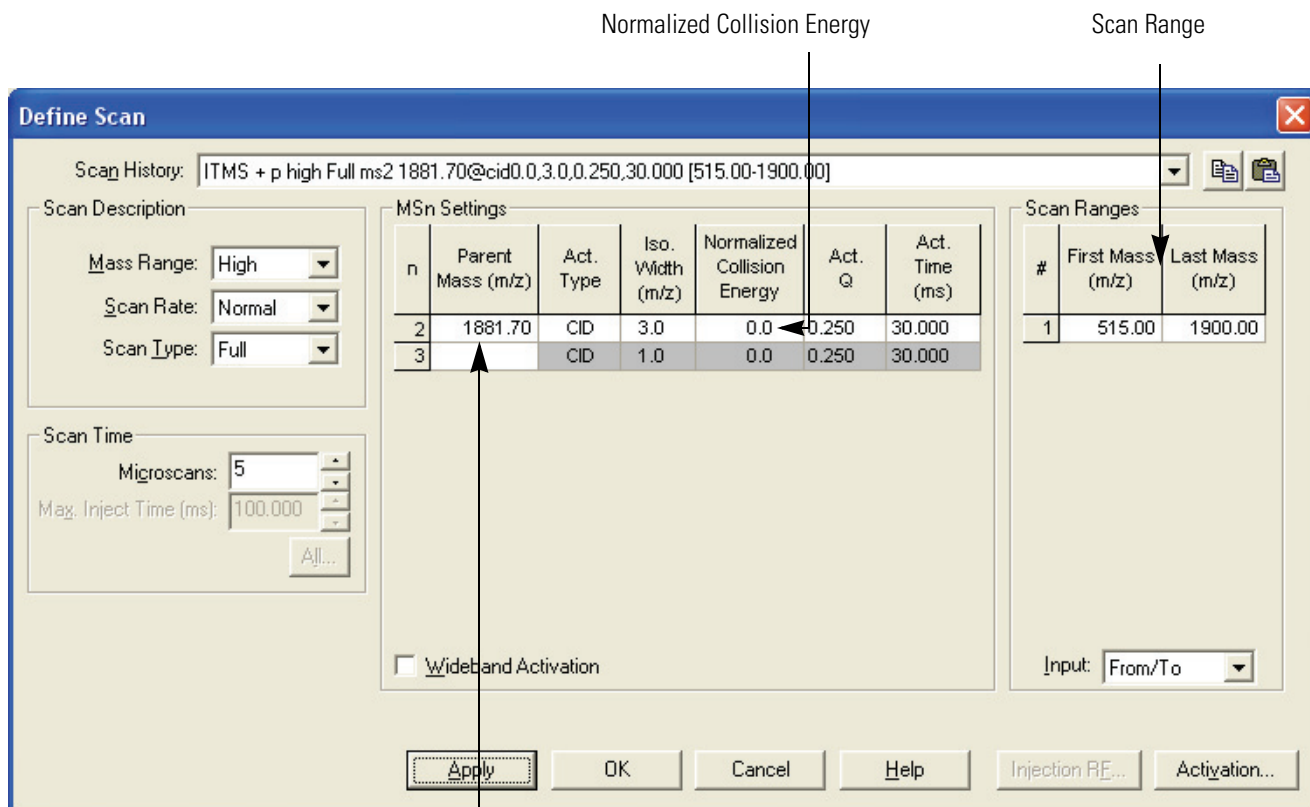 Normalized Collision Energy
Scan Range
Define Scan
Scan History: ITMS + p high Full ms2 1881.70@cid0.0,3.0,0.250,30.000 [515.00-1900.00]
Scan Description
Mass Range: High
Scan Rate: Normal
Scan Type: Full
Scan Time
Microscans: 5
Max. Inject Time (ms): 100.000
All...
MSn Settings
n Parent Mass (m/z) Act. Type Iso. Width (m/z) Normalized Collision Energy Act. Q Act. Time (ms)
2 1881.70 CID 3.0 0.0 0.250 30.000
3 CID 1.0 0.0 0.250 30.000
Wideband Activation
Scan Ranges
# First Mass (m/z) Last Mass (m/z)
1 515.00 1900.00
Input: From/To
Apply OK Cancel Help Injection RF... Activation...